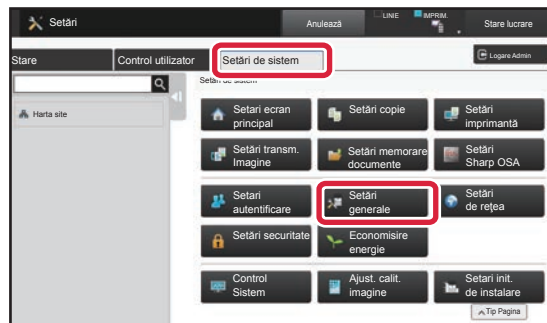 Setări
Anulează
LINIE
IMPRIM.
Stare lucrare
Stare
Control utilizator
Setări de sistem
Logare Admin
Setări de sistem
Harta site
Setari ecran
principal
Setări copie
Setări
imprimantă
Setări transm.
Imagine
Setări memorare
documente
Setări
Sharp OSA
Setari
autentificare
Setări
generale
Setări
de reţea
Setări securitate
Economisire
energie
Control
Sistem
Ajust. calit.
imagine
Setari init.
de instalare
Tip Pagina